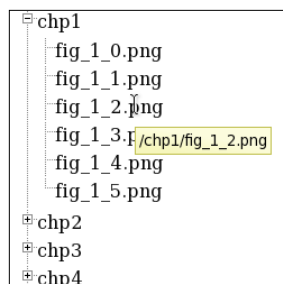 chp1
fig_1_0.png
fig_1_1.png
fig_1_2.png
fig_1_3.p
/chp1/fig_1_2.png
fig_1_4.png
fig_1_5.png
chp2
chp3
chp4